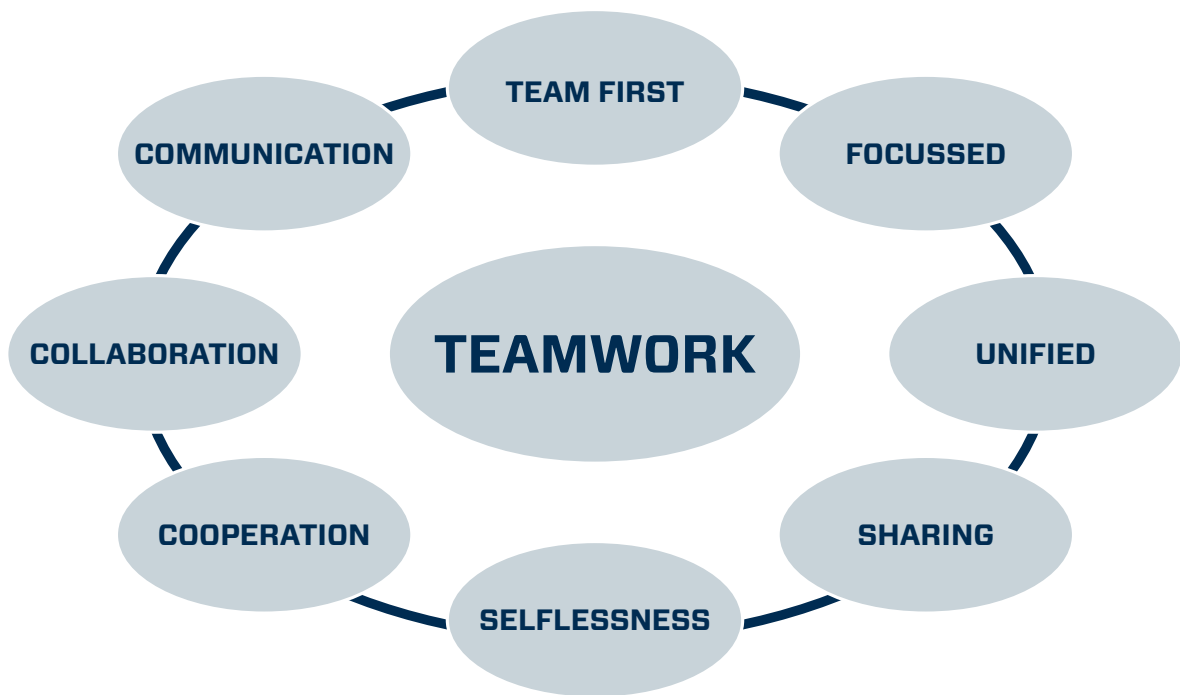 TEAM FIRST
COMMUNICATION
FOCUSSED
TEAMWORK
COLLABORATION
UNIFIED
COOPERATION
SHARING
SELFLESSNESS